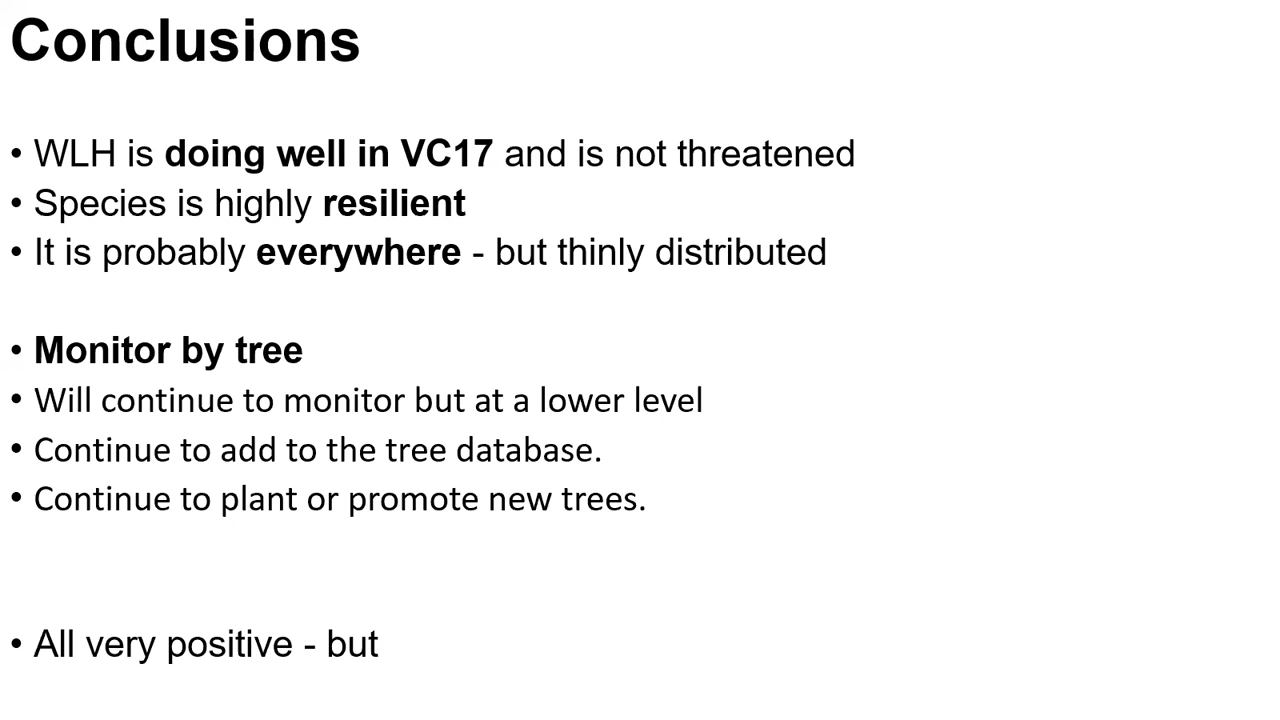 Conclusions
• WLH is doing well in VC17 and is not threatened
• Species is highly resilient
• It is probably everywhere - but thinly distributed
• Monitor by tree
• Will continue to monitor but at a lower level
• Continue to add to the tree database.
• Continue to plant or promote new trees.
• All very positive - but